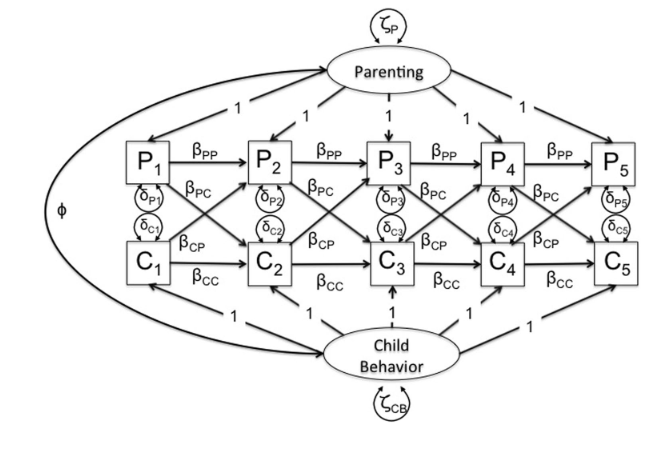 ζP
Parenting
1 1 1 1 1
P1 βPP P2 βPP P3 βPP P4 βPP P5
δP1 βPC δP2 βPC δP3 βPC δP4 βPC δP5
ϕ
δC1 βCP δC2 βCP δC3 βCP δC4 βCP δC5
C1 βCC C2 βCC C3 βCC C4 βCC C5
1 1 1 1 1
Child
Behavior
ζCB